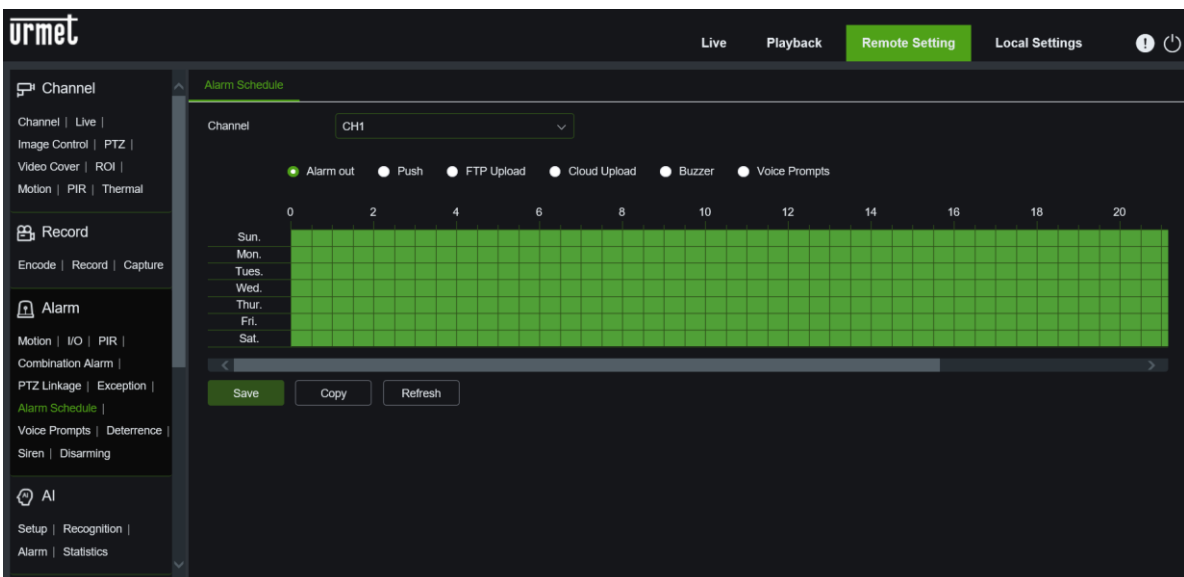 urmet
Live Playback Remote Setting Local Settings
Channel
Channel | Live |
Image Control | PTZ |
Video Cover | ROI |
Motion | PIR | Thermal
Record
Encode | Record | Capture
Alarm
Motion | I/O | PIR |
Combination Alarm |
PTZ Linkage | Exception |
Alarm Schedule |
Voice Prompts | Deterrence |
Siren | Disarming
AI
Setup | Recognition |
Alarm | Statistics
Alarm Schedule
Channel CH1
Alarm out Push FTP Upload Cloud Upload Buzzer Voice Prompts
0 2 4 6 8 10 12 14 16 18 20
Sun.
Mon.
Tues.
Wed.
Thur.
Fri.
Sat.
Save Copy Refresh